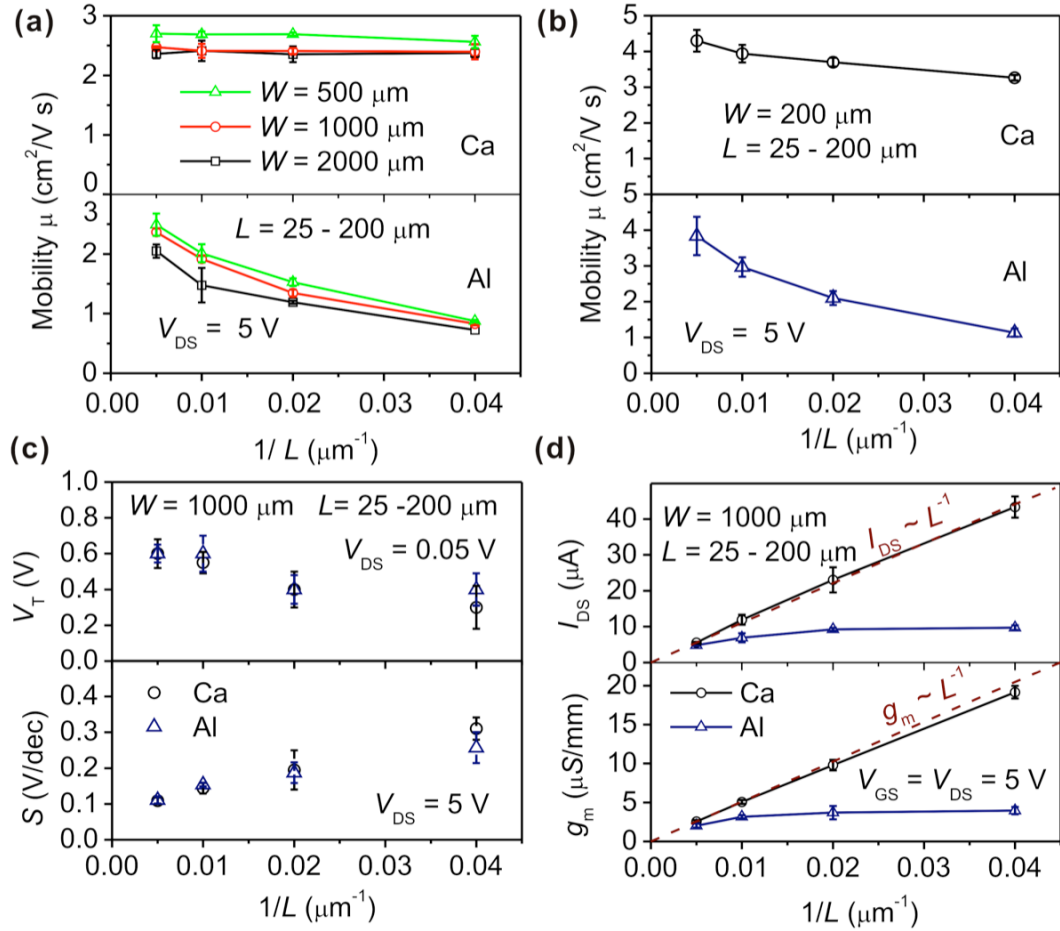 (a)
3
2
1
0
Mobility μ (cm²/V s)
W = 500 μm
W = 1000 μm
W = 2000 μm
Ca
3
2
1
0
L = 25 - 200 μm
Al
V_DS = 5 V
0.00 0.01 0.02 0.03 0.04
1/ L (μm⁻¹)
(b)
5
4
3
2
1
0
Mobility μ (cm²/V s)
W = 200 μm
L = 25 - 200 μm
Ca
5
4
3
2
1
0
Al
V_DS = 5 V
0.00 0.01 0.02 0.03 0.04
1/L (μm⁻¹)
(c)
1.0
0.8
0.6
0.4
0.2
0.0
V_T (V)
W = 1000 μm L= 25 -200 μm
V_DS = 0.05 V
0.4
0.3
0.2
0.1
0.0
S (V/dec)
Ca
Al
V_DS = 5 V
0.00 0.01 0.02 0.03 0.04
1/L (μm⁻¹)
(d)
40
30
20
10
0
I_DS (μA)
W = 1000 μm
L = 25 - 200 μm
I_DS ~ L⁻¹
20
15
10
5
0
g_m (μS/mm)
Ca
Al
g_m ~ L⁻¹
V_GS = V_DS = 5 V
0.00 0.01 0.02 0.03 0.04
1/L (μm⁻¹)